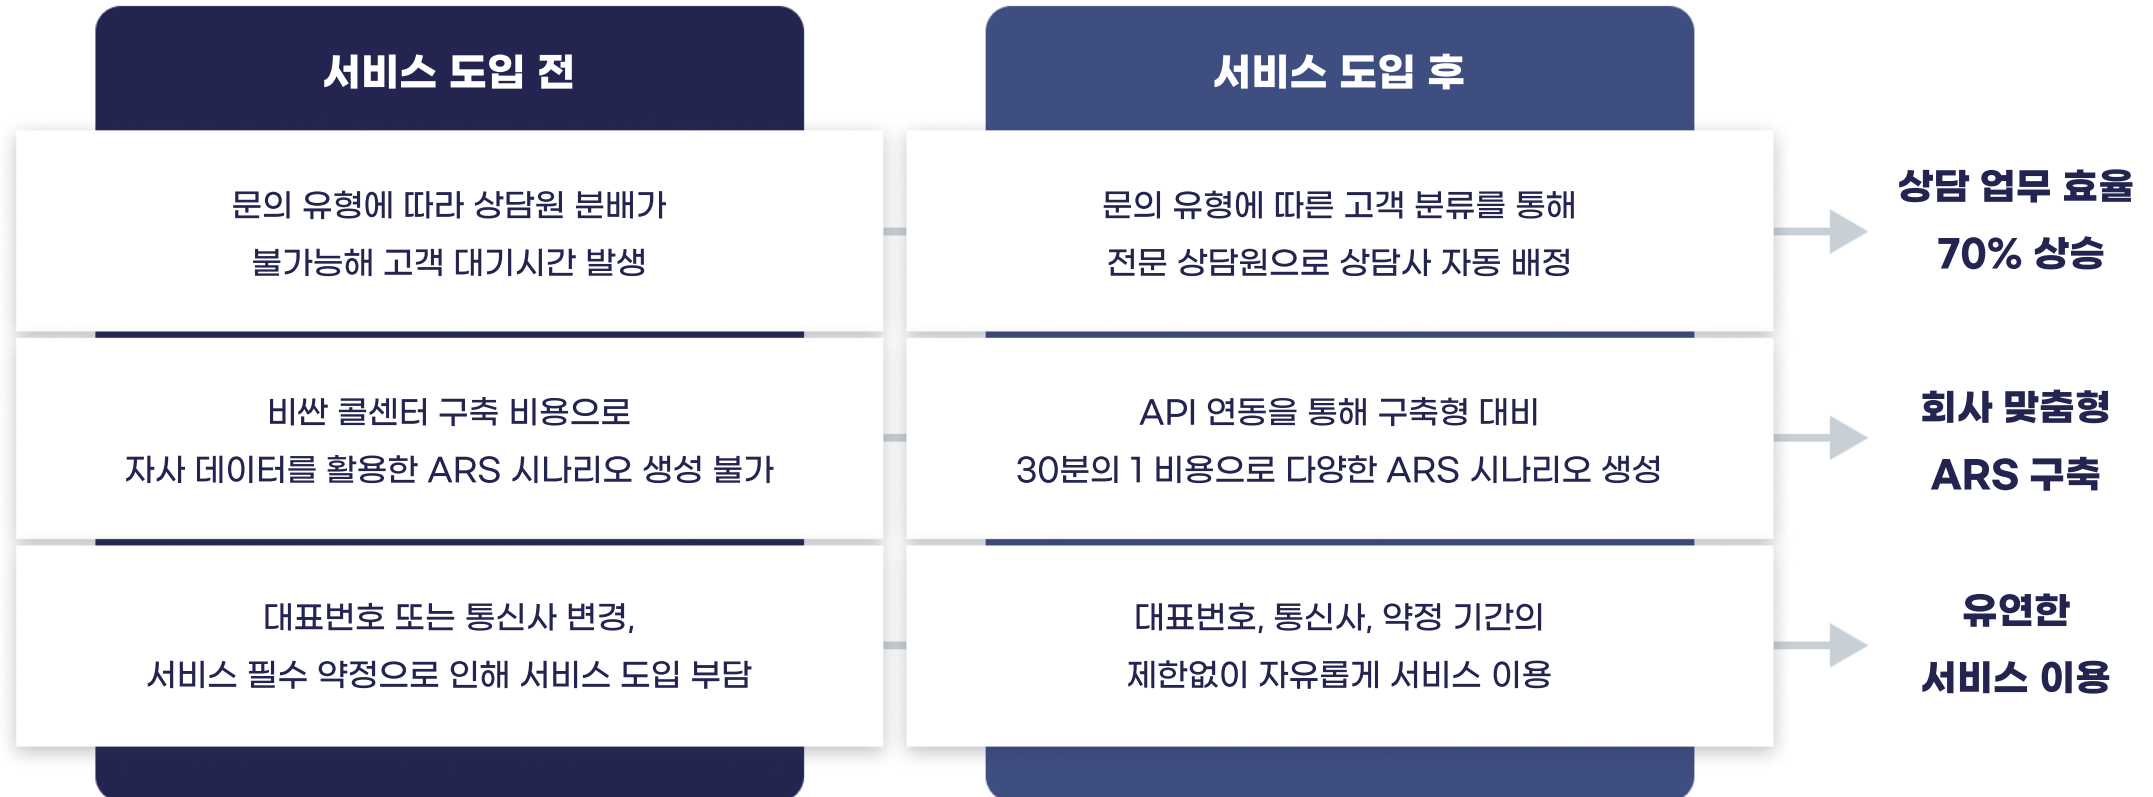 서비스 도입 전
서비스 도입 후
문의 유형에 따라 상담원 분배가
불가능해 고객 대기시간 발생
문의 유형에 따른 고객 분류를 통해
전문 상담원으로 상담사 자동 배정
상담 업무 효율
70% 상승
비싼 콜센터 구축 비용으로
자사 데이터를 활용한 ARS 시나리오 생성 불가
API 연동을 통해 구축형 대비
30분의 1 비용으로 다양한 ARS 시나리오 생성
회사 맞춤형
ARS 구축
대표번호 또는 통신사 변경,
서비스 필수 약정으로 인해 서비스 도입 부담
대표번호, 통신사, 약정 기간의
제한없이 자유롭게 서비스 이용
유연한
서비스 이용